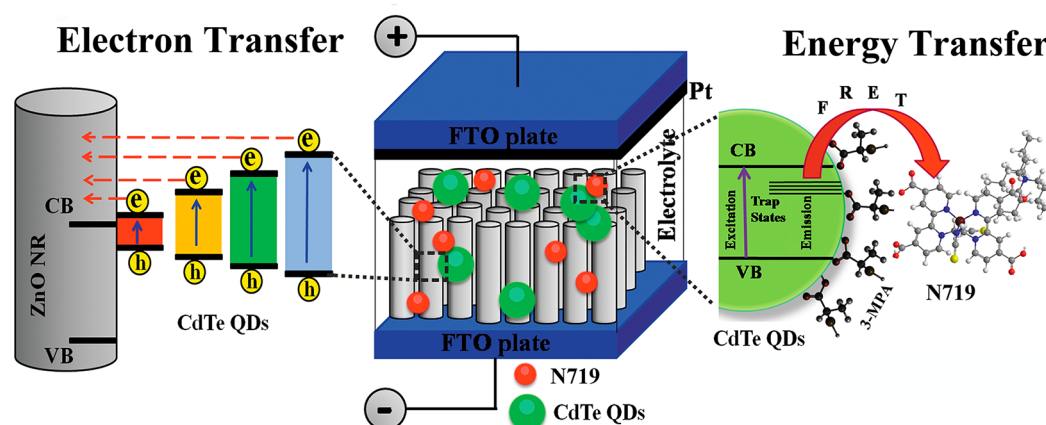 Electron Transfer
ZnO NR
CB
VB
e
e
e
e
h
h
h
h
CdTe QDs
+
FTO plate
Pt
Electrolyte
FTO plate
-
N719
CdTe QDs
Energy Transfer
F R E T
CB
Excitation
Trap
States
Emission
VB
CdTe QDs
3-MPA
N719